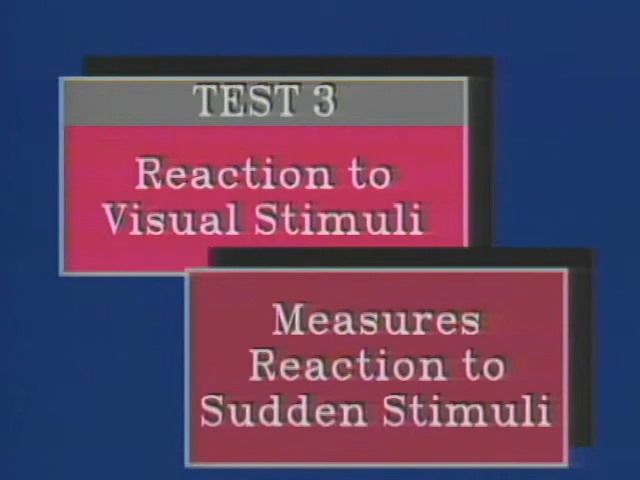 TEST 3
Reaction to
Visual Stimuli
Measures
Reaction to
Sudden Stimuli